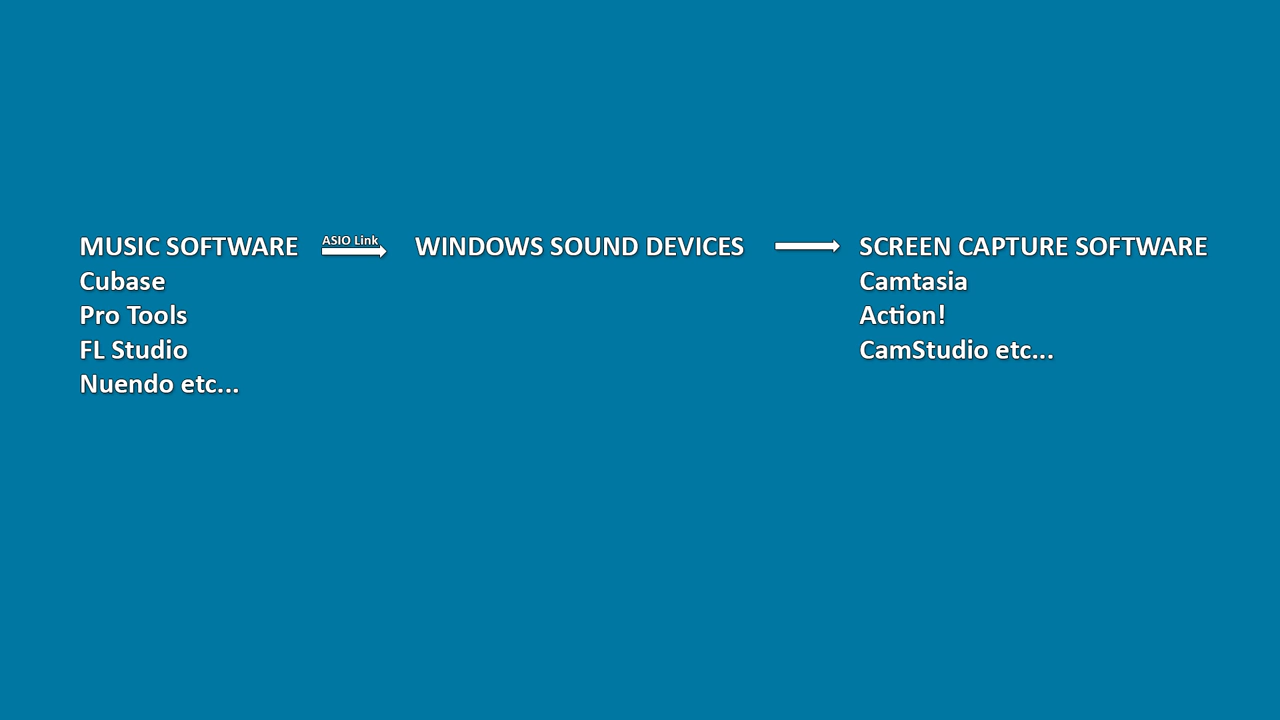 MUSIC SOFTWARE ASIO Link WINDOWS SOUND DEVICES SCREEN CAPTURE SOFTWARE
Cubase
Pro Tools
FL Studio
Nuendo etc...
Camtasia
Action!
CamStudio etc...